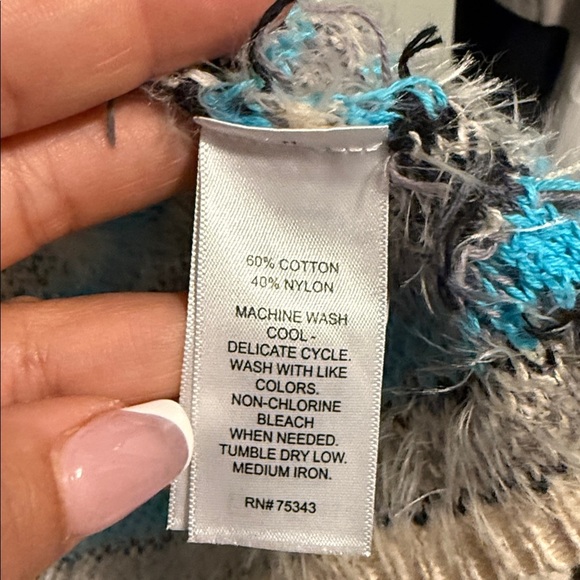 60% COTTON
40% NYLON
MACHINE WASH
COOL -
DELICATE CYCLE.
WASH WITH LIKE
COLORS.
NON-CHLORINE
BLEACH
WHEN NEEDED.
TUMBLE DRY LOW.
MEDIUM IRON.
RN# 75343